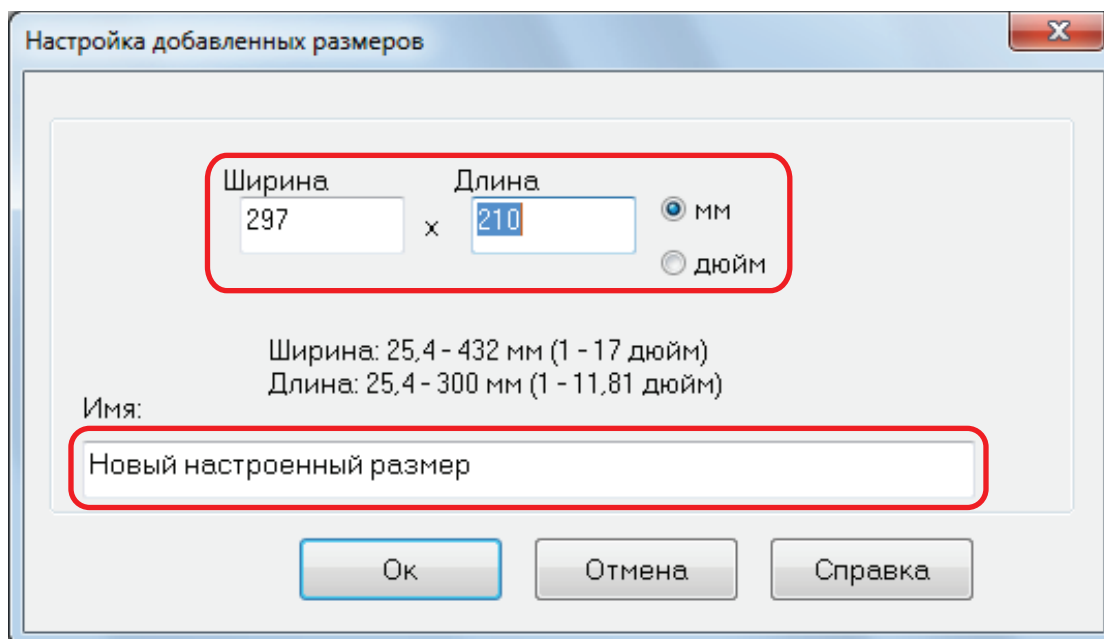 Настройка добавленных размеров
Ширина Длина
297 x 210 мм
дюйм
Ширина: 25,4 - 432 мм (1 - 17 дюйм)
Длина: 25,4 - 300 мм (1 - 11,81 дюйм)
Имя:
Новый настроенный размер
Ок Отмена Справка